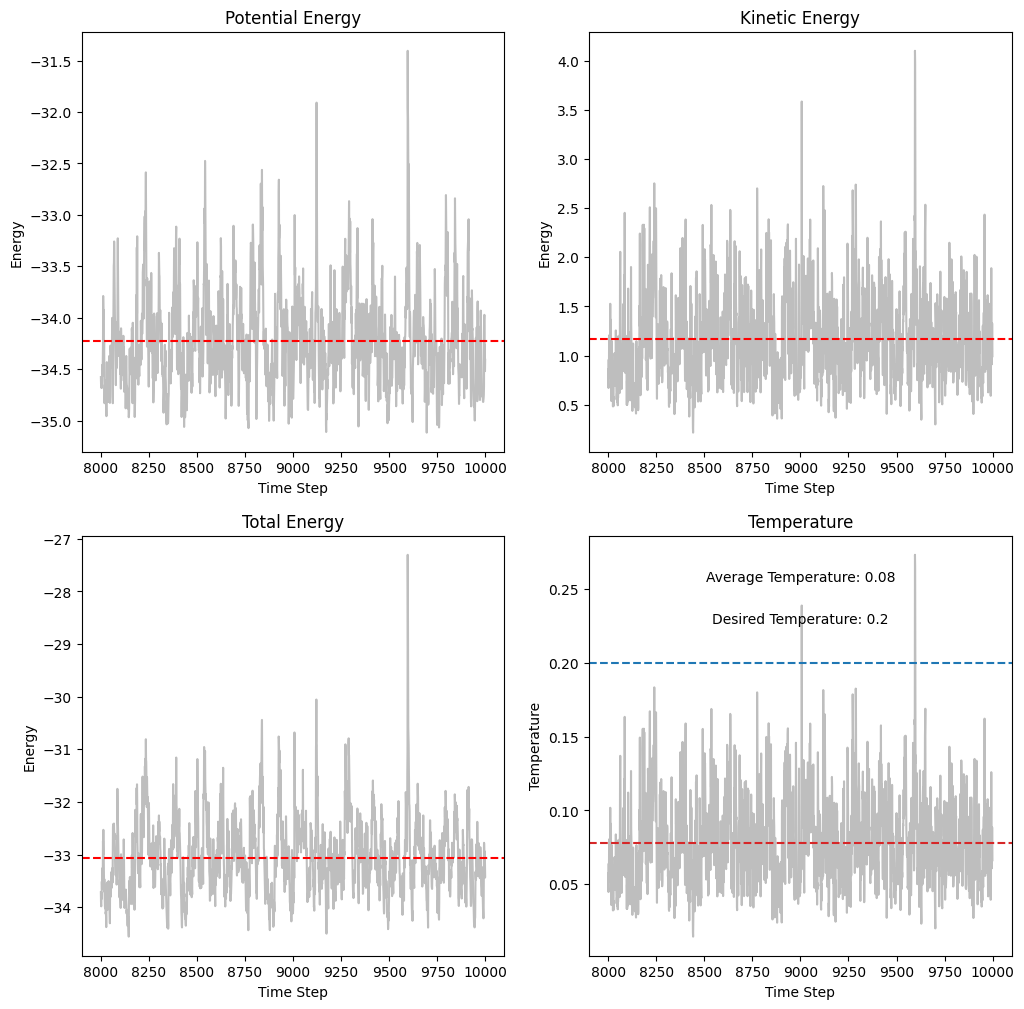 Potential Energy
−31.5
−32.0
−32.5
−33.0
−33.5
−34.0
−34.5
−35.0
Energy
8000 8250 8500 8750 9000 9250 9500 9750 10000
Time Step
Kinetic Energy
4.0
3.5
3.0
2.5
2.0
1.5
1.0
0.5
Energy
8000 8250 8500 8750 9000 9250 9500 9750 10000
Time Step
Total Energy
−27
−28
−29
−30
−31
−32
−33
−34
Energy
8000 8250 8500 8750 9000 9250 9500 9750 10000
Time Step
Temperature
Average Temperature: 0.08
Desired Temperature: 0.2
0.25
0.20
0.15
0.10
0.05
Temperature
8000 8250 8500 8750 9000 9250 9500 9750 10000
Time Step